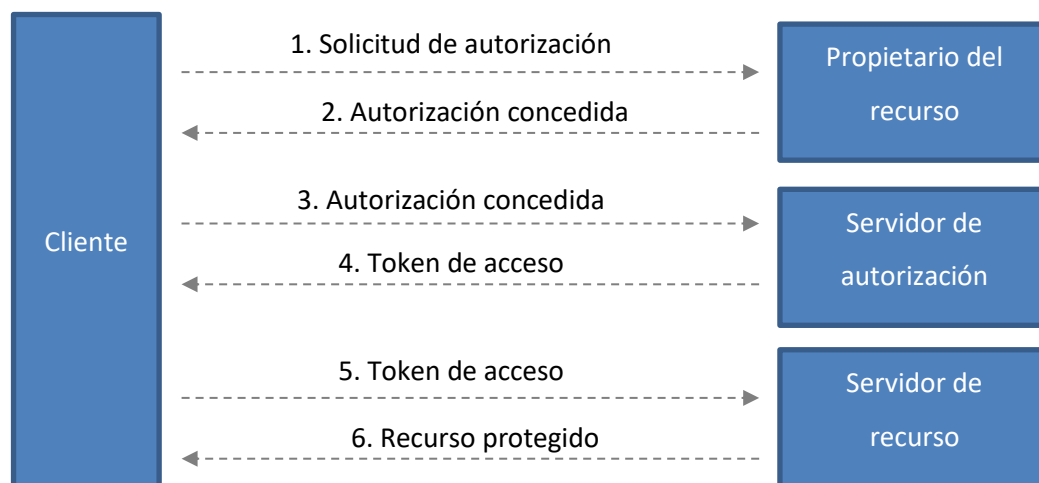 1. Solicitud de autorización
Propietario del
recurso
2. Autorización concedida
3. Autorización concedida
Cliente
Servidor de
autorización
4. Token de acceso
5. Token de acceso
Servidor de
recurso
6. Recurso protegido